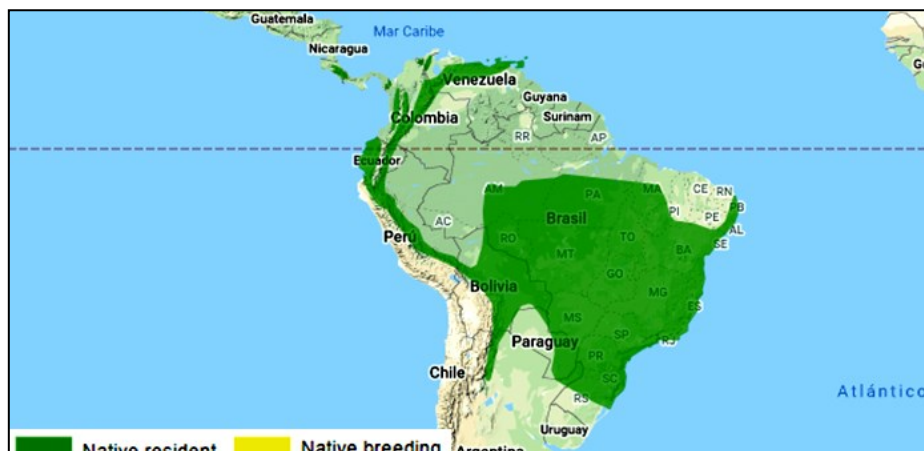 Guatemala
Mar Caribe
Nicaragua
Venezuela
Guyana
Surinam
Colombia
RR
AP
Ecuador
AM
PA
MA
CE
RN
PB
PI
PE
AL
SE
Brasil
AC
RO
TO
BA
Perú
MT
GO
Bolivia
MG
ES
MS
SP
RJ
Paraguay
PR
SC
Chile
RS
Atlántico
Uruguay
Native resident
Native breeding
Argentina